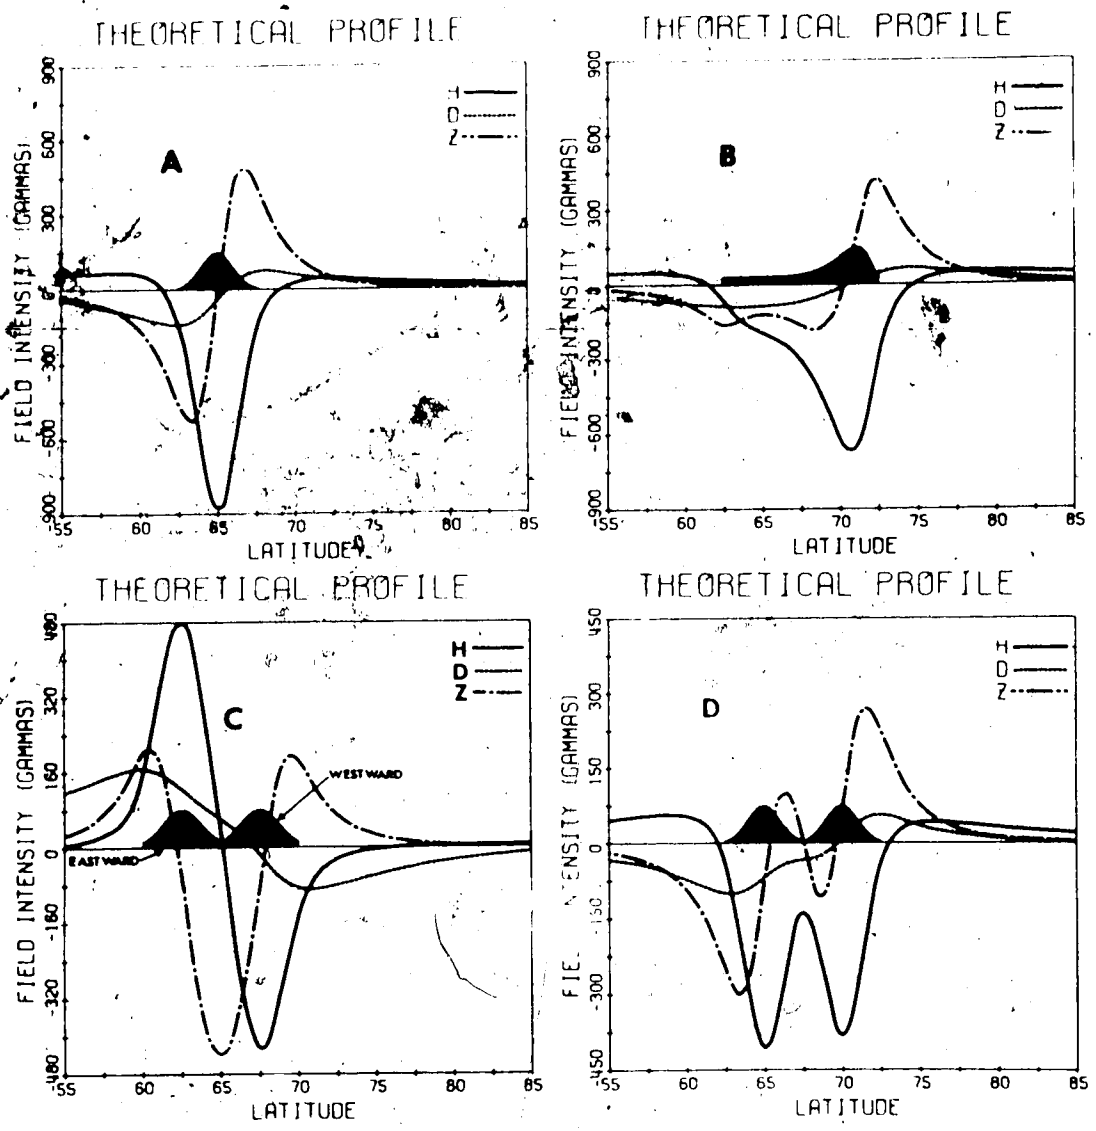 THEORETICAL PROFILE
FIELD INTENSITY (GAMMAS)
900
600
300
0
-300
-600
-900
A
H
D
Z
55 60 65 70 75 80 85
LATITUDE
THEORETICAL PROFILE
FIELD INTENSITY (GAMMAS)
900
600
300
0
-300
-600
-900
B
H
D
Z
55 60 65 70 75 80 85
LATITUDE
THEORETICAL PROFILE
FIELD INTENSITY (GAMMAS)
480
320
160
0
-160
-320
-480
C
H
D
Z
WESTWARD
EASTWARD
55 60 65 70 75 80 85
LATITUDE
THEORETICAL PROFILE
FIE. NTENSITY (GAMMAS)
450
300
150
0
-150
-300
-450
D
H
D
Z
55 60 65 70 75 80 85
LATITUDE